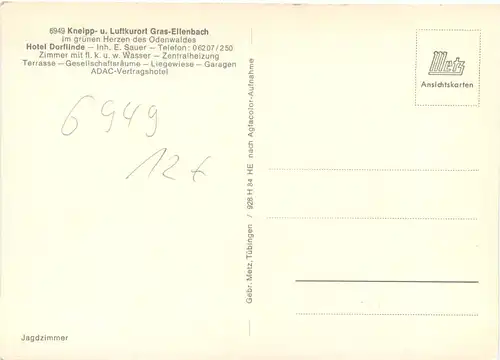 6949 Kneipp- u. Luftkurort Gras-Ellenbach
im grünen Herzen des Odenwaldes
Hotel Dorflinde — Inh. E. Sauer — Telefon: 06207/250
Zimmer mit fl. k. u. w. Wasser — Zentralheizung
Terrasse — Gesellschaftsräume — Liegewiese — Garagen
ADAC-Vertragshotel
6949
12 x
Jagdzimmer
Gebr. Metz, Tübingen / 928 H 84 HE nach Agfacolor-Aufnahme
Metz
Ansichtskarten